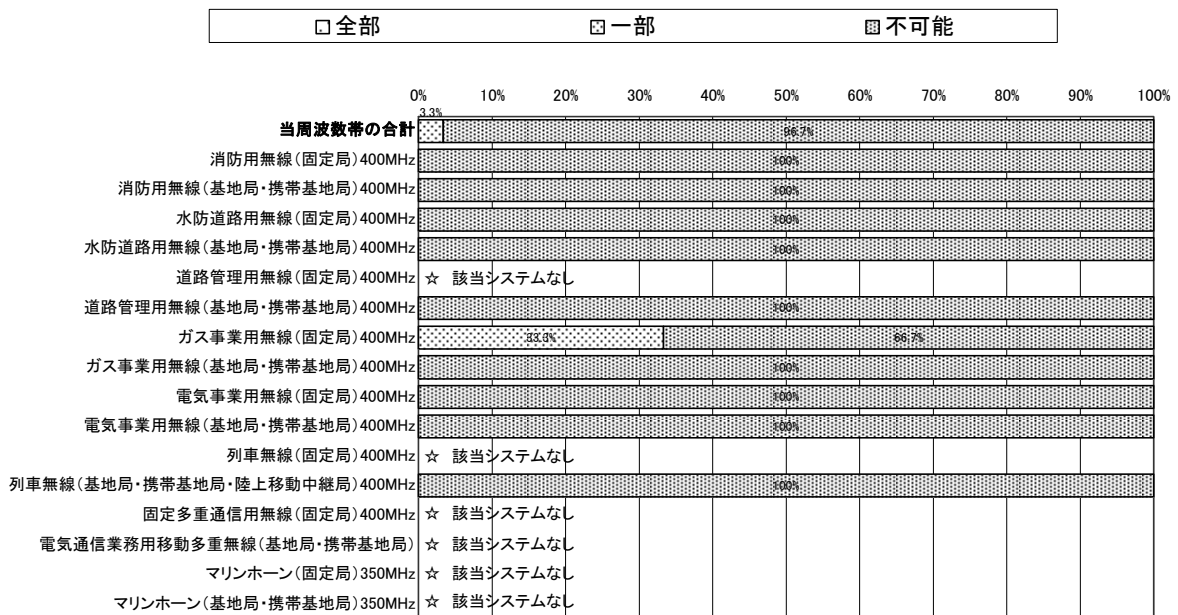 全部 一部 不可能
0% 10% 20% 30% 40% 50% 60% 70% 80% 90% 100%
3.3%
当周波数帯の合計 96.7%
消防用無線(固定局)400MHz 100%
消防用無線(基地局・携帯基地局)400MHz 100%
水防道路用無線(固定局)400MHz 100%
水防道路用無線(基地局・携帯基地局)400MHz 100%
道路管理用無線(固定局)400MHz ☆ 該当システムなし
道路管理用無線(基地局・携帯基地局)400MHz 100%
ガス事業用無線(固定局)400MHz 33.3% 66.7%
ガス事業用無線(基地局・携帯基地局)400MHz 100%
電気事業用無線(固定局)400MHz 100%
電気事業用無線(基地局・携帯基地局)400MHz 100%
列車無線(固定局)400MHz ☆ 該当システムなし
列車無線(基地局・携帯基地局・陸上移動中継局)400MHz 100%
固定多重通信用無線(固定局)400MHz ☆ 該当システムなし
電気通信業務用移動多重無線(基地局・携帯基地局) ☆ 該当システムなし
マリンホーン(固定局)350MHz ☆ 該当システムなし
マリンホーン(基地局・携帯基地局)350MHz ☆ 該当システムなし